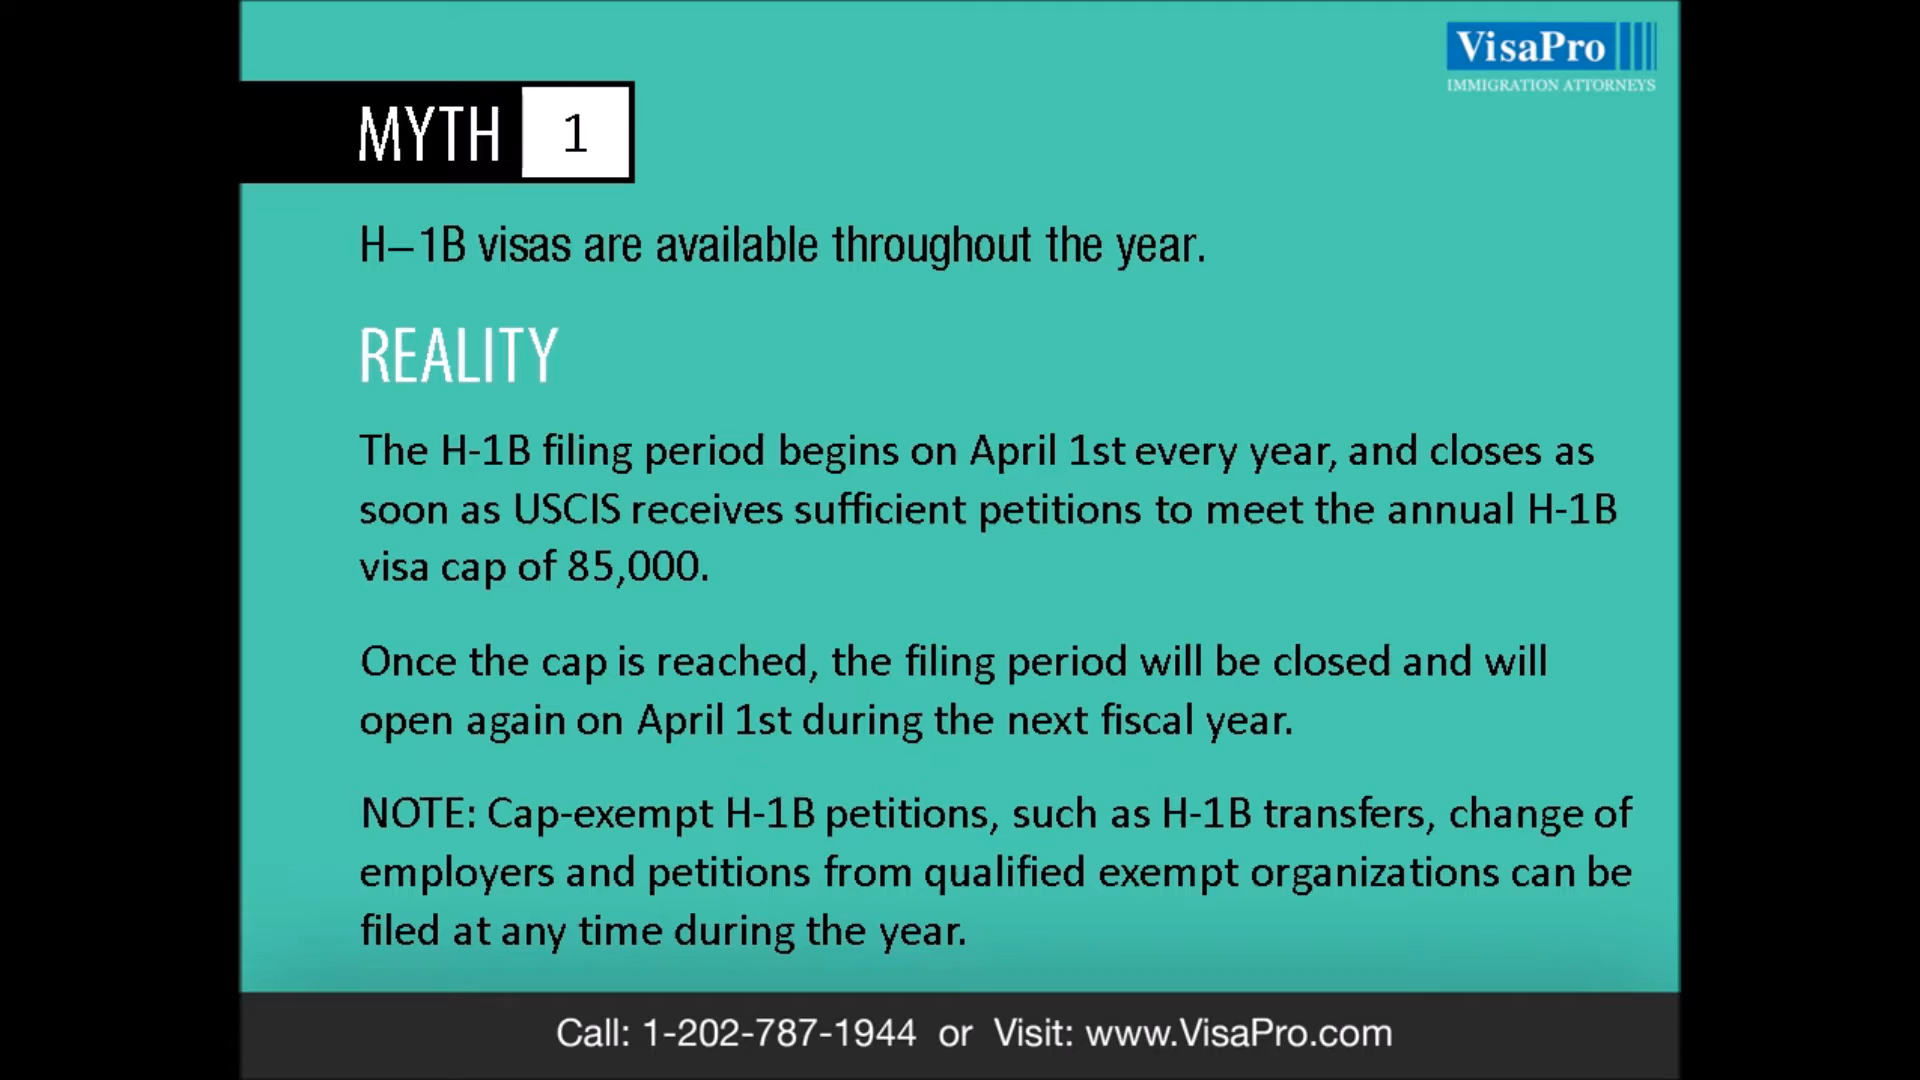 VisaPro
IMMIGRATION ATTORNEYS
MYTH 1
H–1B visas are available throughout the year.
REALITY
The H-1B filing period begins on April 1st every year, and closes as
soon as USCIS receives sufficient petitions to meet the annual H-1B
visa cap of 85,000.
Once the cap is reached, the filing period will be closed and will
open again on April 1st during the next fiscal year.
NOTE: Cap-exempt H-1B petitions, such as H-1B transfers, change of
employers and petitions from qualified exempt organizations can be
filed at any time during the year.
Call: 1-202-787-1944 or Visit: www.VisaPro.com